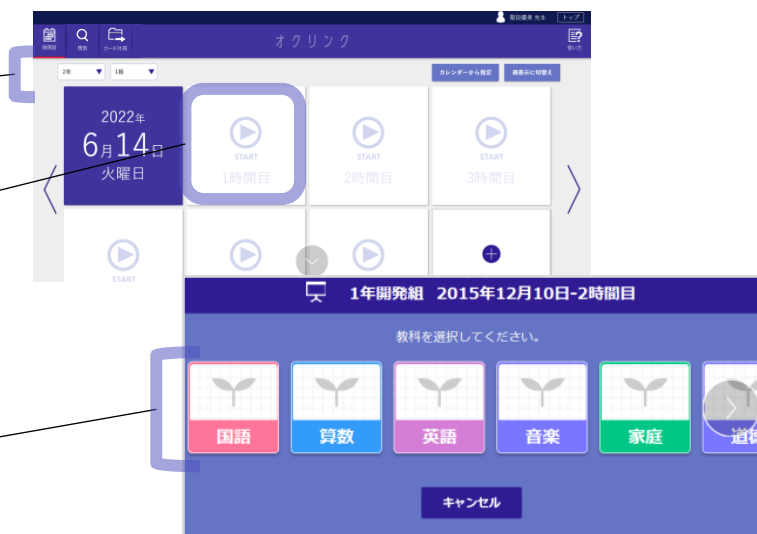 菊田優美 先生 トップ
時間割 検索 カード共有 オクリンク 使い方
2年 ▼ 1組 ▼ カレンダーから指定 週表示に切替え
2022年
6月14日
火曜日
START
1時間目
START
2時間目
START
3時間目
START
1年開発組 2015年12月10日-2時間目
教科を選択してください。
国語 算数 英語 音楽 家庭
キャンセル